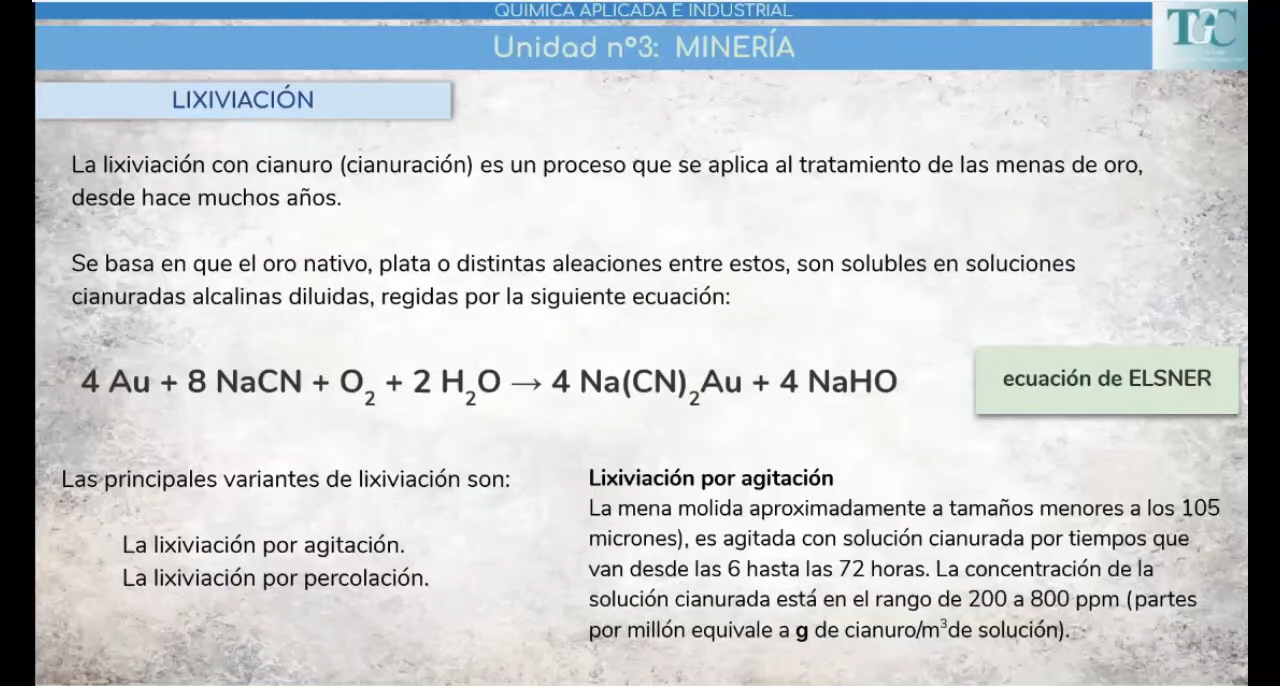 QUIMICA APLICADA E INDUSTRIAL
Unidad nº3: MINERÍA
TGC
LIXIVIACIÓN
La lixiviación con cianuro (cianuración) es un proceso que se aplica al tratamiento de las menas de oro,
desde hace muchos años.
Se basa en que el oro nativo, plata o distintas aleaciones entre estos, son solubles en soluciones
cianuradas alcalinas diluidas, regidas por la siguiente ecuación:
4 Au + 8 NaCN + O₂ + 2 H₂O → 4 Na(CN)₂Au + 4 NaHO
ecuación de ELSNER
Las principales variantes de lixiviación son:
La lixiviación por agitación.
La lixiviación por percolación.
Lixiviación por agitación
La mena molida aproximadamente a tamaños menores a los 105
micrones), es agitada con solución cianurada por tiempos que
van desde las 6 hasta las 72 horas. La concentración de la
solución cianurada está en el rango de 200 a 800 ppm (partes
por millón equivale a g de cianuro/m³de solución).